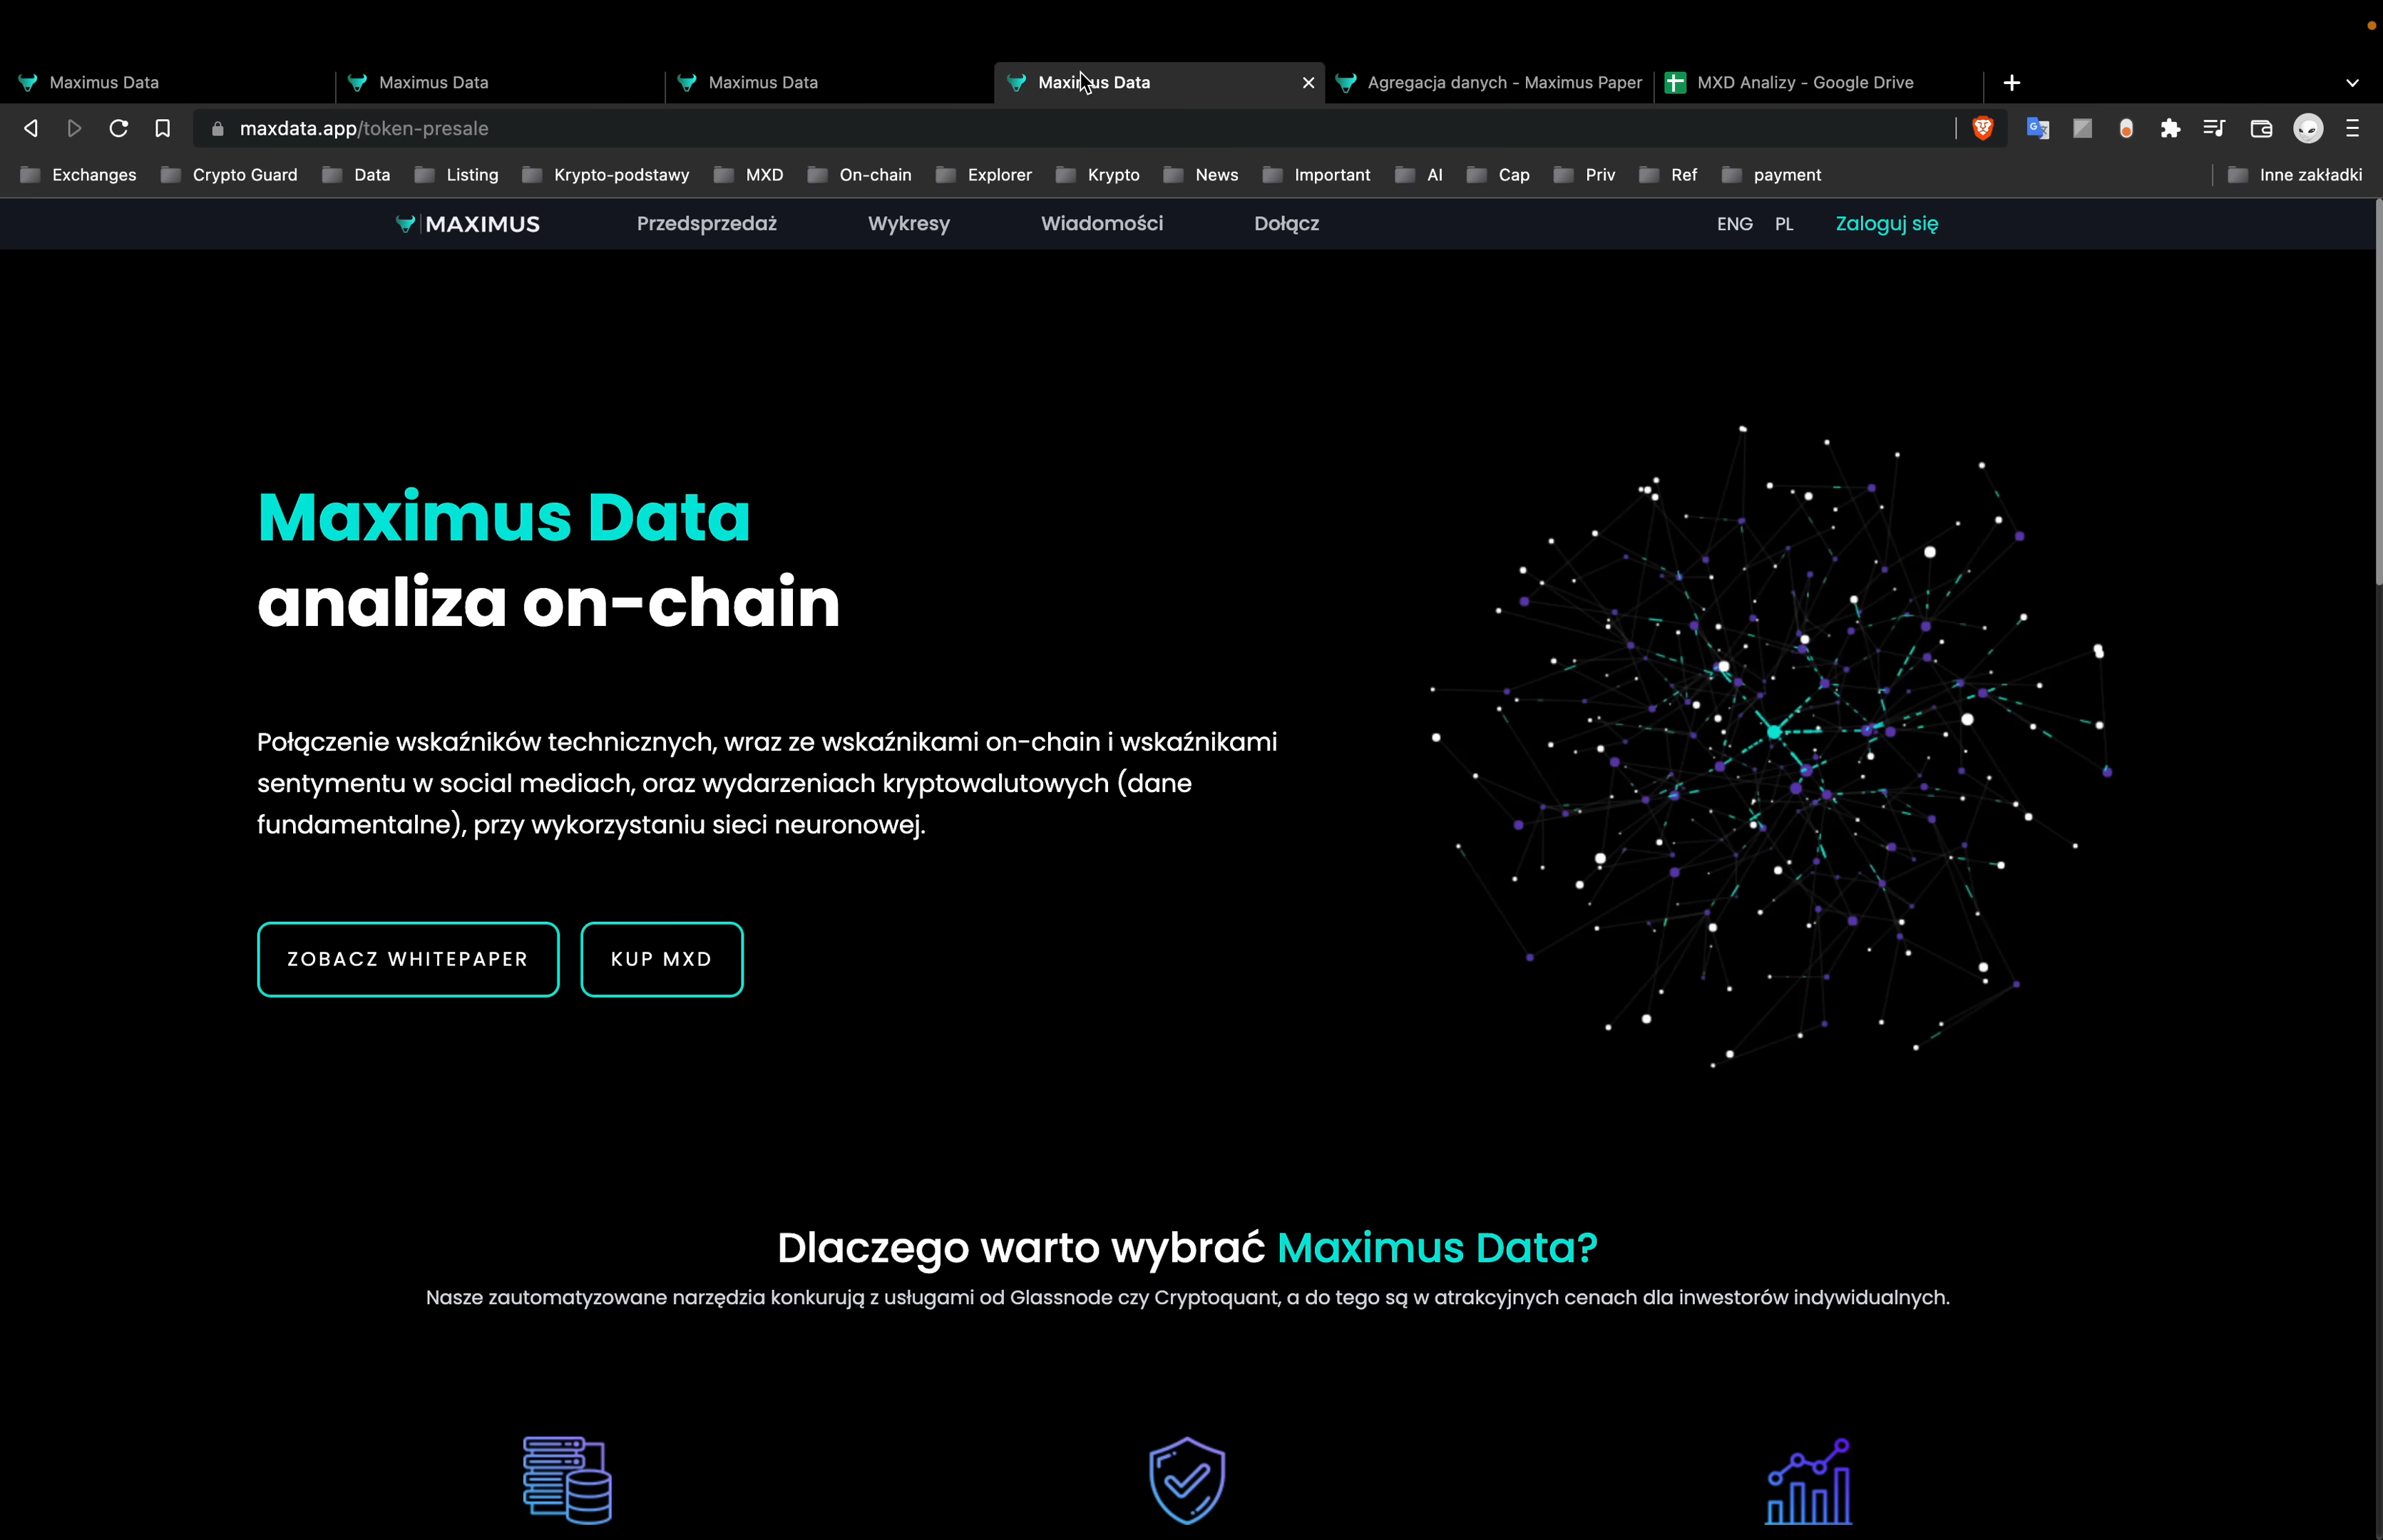 Maximus Data
Maximus Data
Maximus Data
Maximus Data
Agregacja danych - Maximus Paper
MXD Analizy - Google Drive
maxdata.app/token-presale
Exchanges
Crypto Guard
Data
Listing
Krypto-podstawy
MXD
On-chain
Explorer
Krypto
News
Important
AI
Cap
Priv
Ref
payment
Inne zakładki
MAXIMUS
Przedsprzedaż
Wykresy
Wiadomości
Dołącz
ENG
PL
Zaloguj się
Maximus Data
analiza on-chain
Połączenie wskaźników technicznych, wraz ze wskaźnikami on-chain i wskaźnikami
sentymentu w social mediach, oraz wydarzeniach kryptowalutowych (dane
fundamentalne), przy wykorzystaniu sieci neuronowej.
ZOBACZ WHITEPAPER
KUP MXD
Dlaczego warto wybrać Maximus Data?
Nasze zautomatyzowane narzędzia konkurują z usługami od Glassnode czy Cryptoquant, a do tego są w atrakcyjnych cenach dla inwestorów indywidualnych.